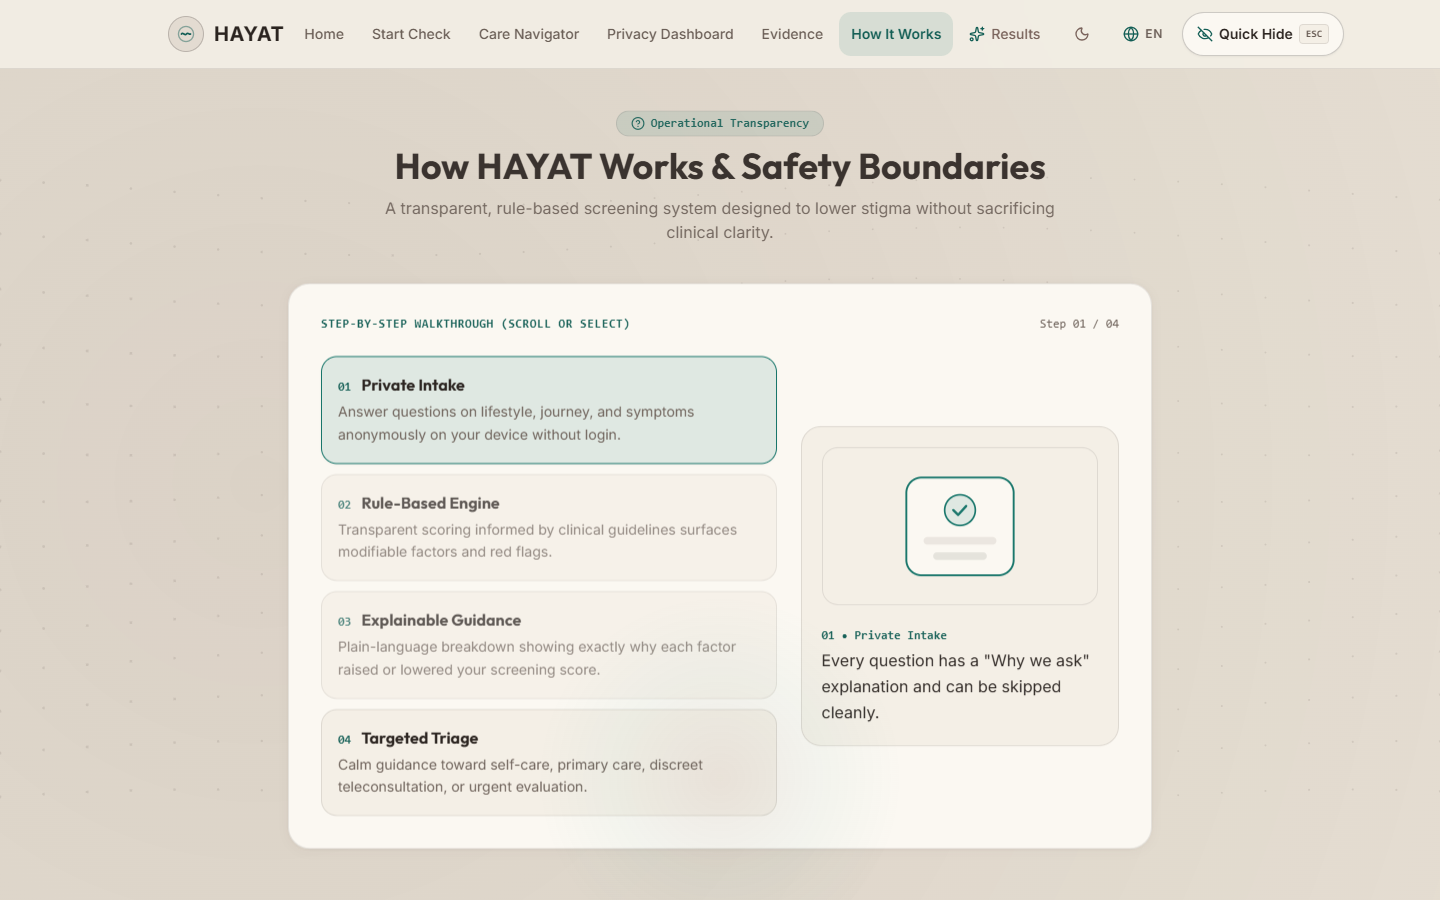 HAYAT
Home
Start Check
Care Navigator
Privacy Dashboard
Evidence
How It Works
Results
EN
Quick Hide ESC
Operational Transparency
How HAYAT Works & Safety Boundaries
A transparent, rule-based screening system designed to lower stigma without sacrificing
clinical clarity.
STEP-BY-STEP WALKTHROUGH (SCROLL OR SELECT)
Step 01 / 04
01 Private Intake
Answer questions on lifestyle, journey, and symptoms
anonymously on your device without login.
02 Rule-Based Engine
Transparent scoring informed by clinical guidelines surfaces
modifiable factors and red flags.
03 Explainable Guidance
Plain-language breakdown showing exactly why each factor
raised or lowered your screening score.
04 Targeted Triage
Calm guidance toward self-care, primary care, discreet
teleconsultation, or urgent evaluation.
01 • Private Intake
Every question has a "Why we ask"
explanation and can be skipped
cleanly.